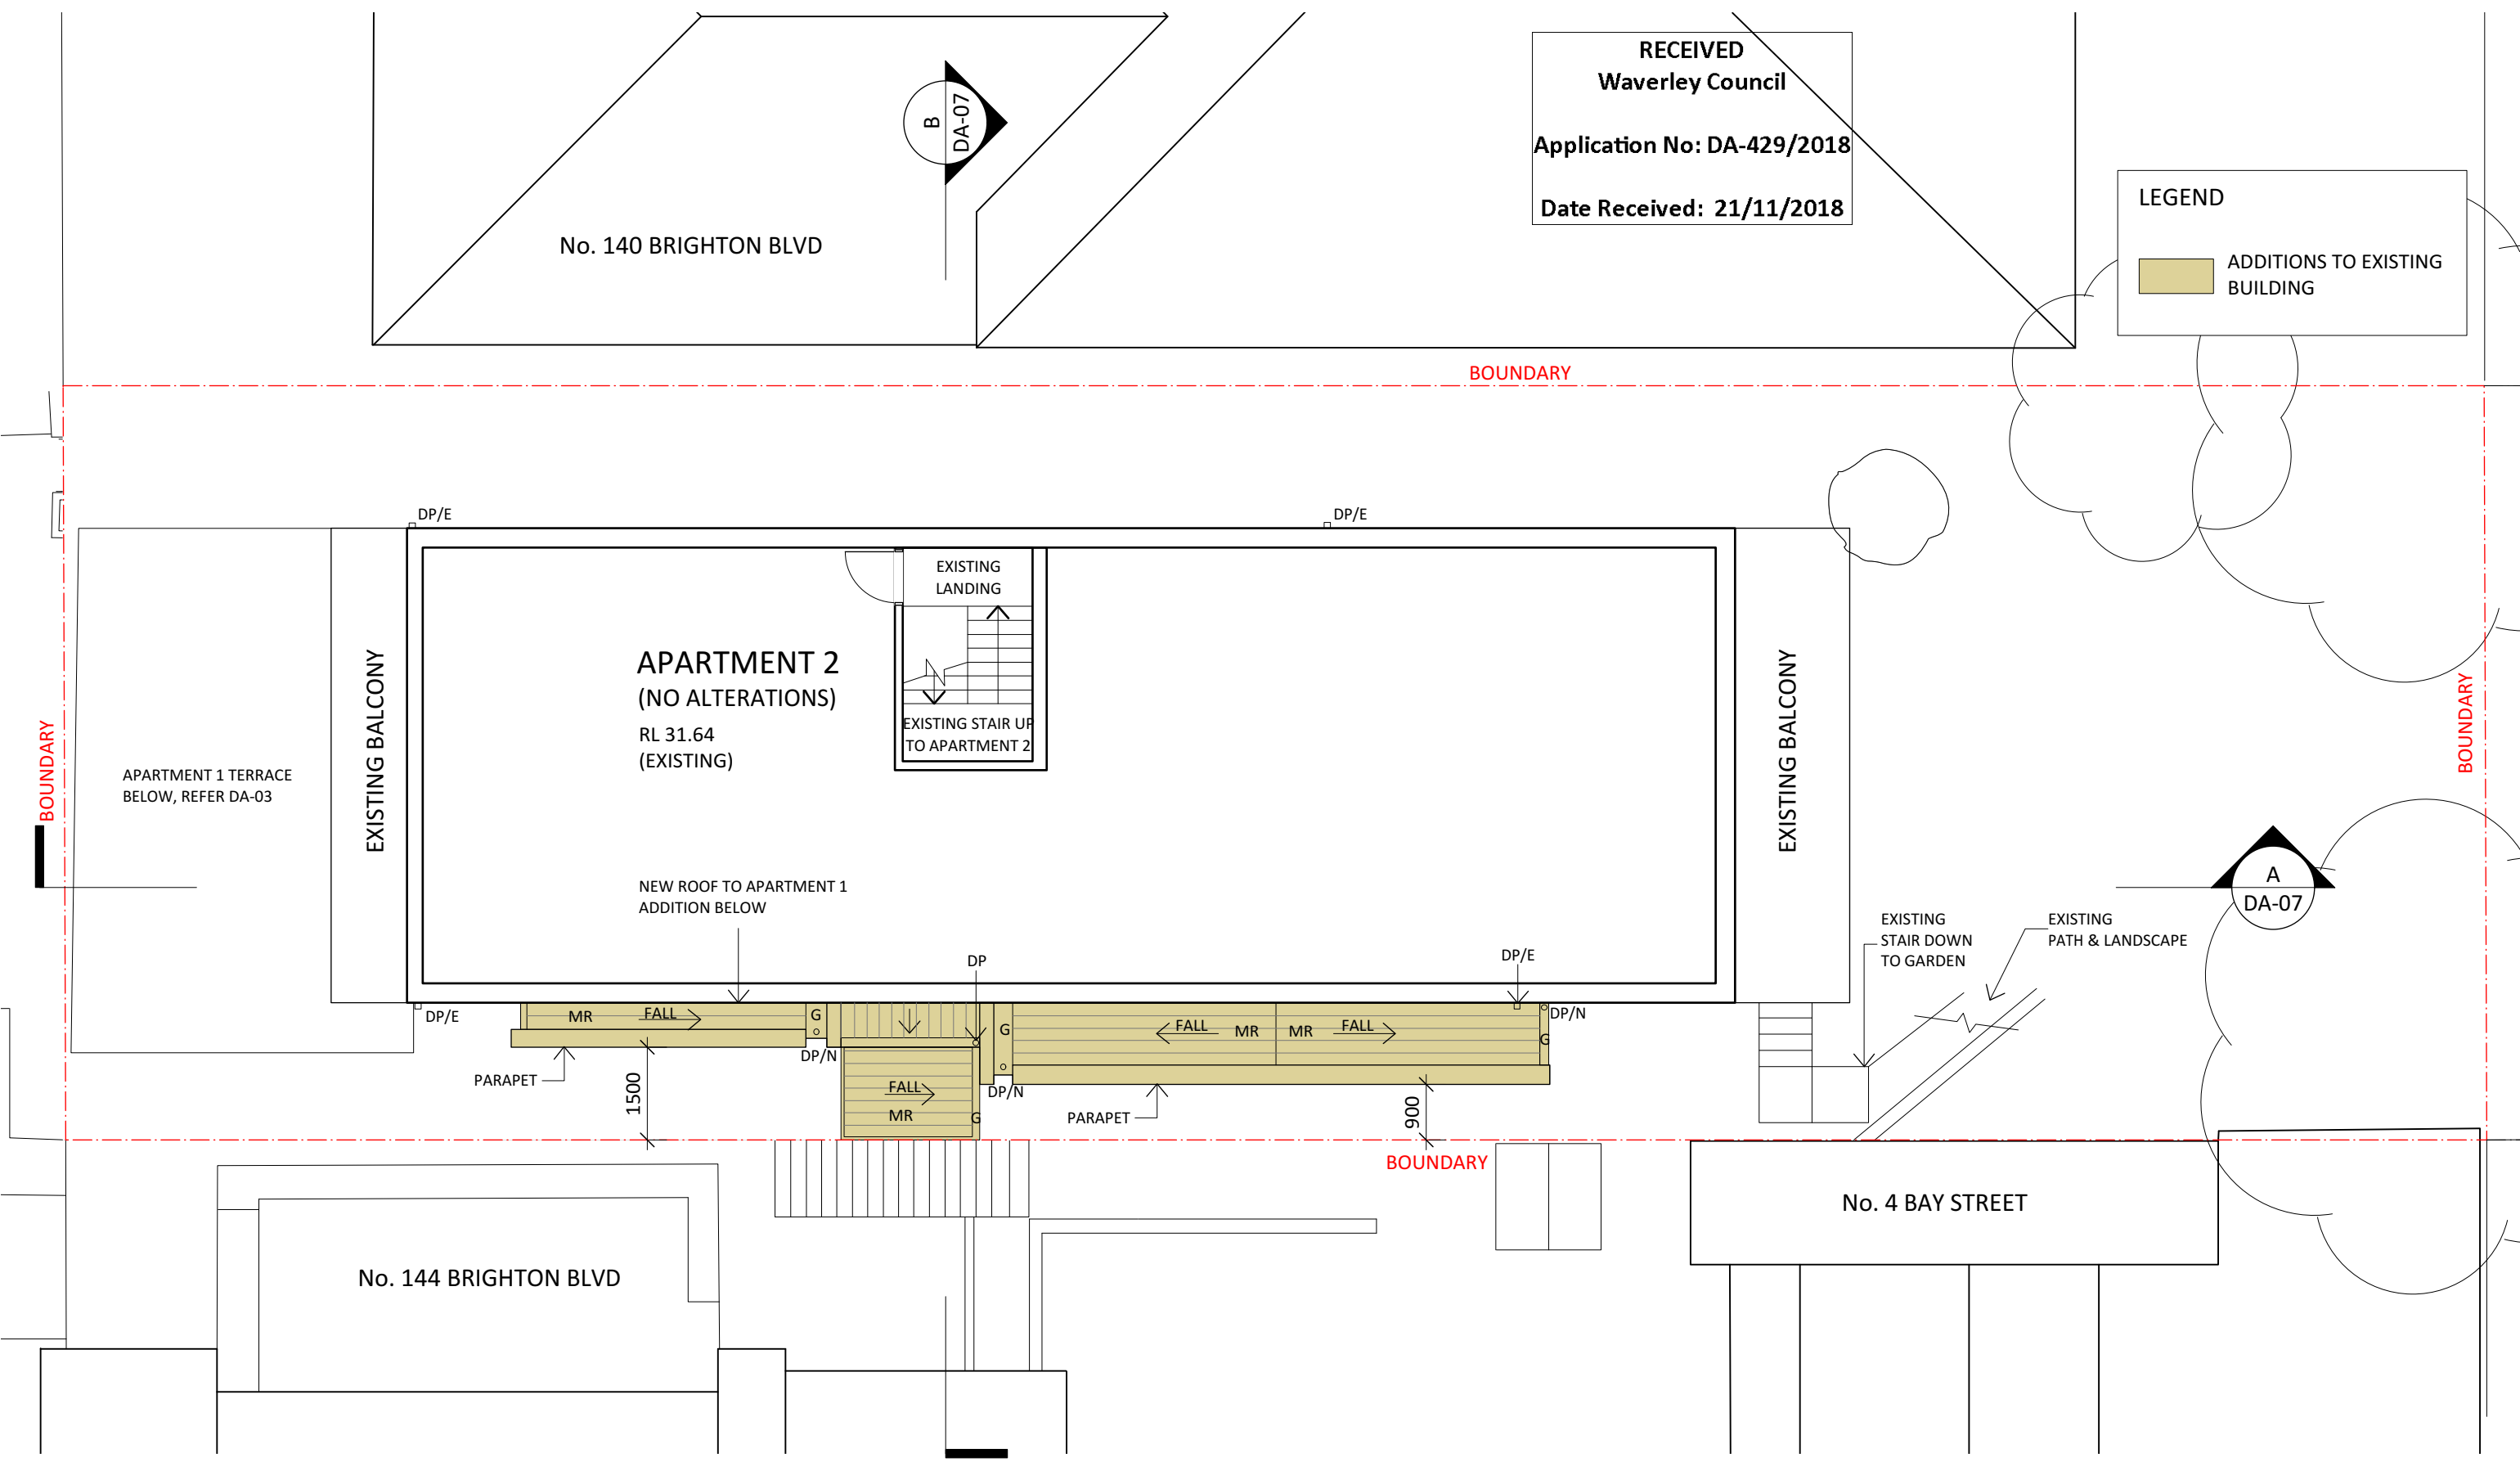 RECEIVED
Waverley Council
Application No: DA-429/2018
Date Received: 21/11/2018
B
DA-07
No. 140 BRIGHTON BLVD
LEGEND
ADDITIONS TO EXISTING
BUILDING
BOUNDARY
DP/E
DP/E
EXISTING
LANDING
APARTMENT 2
(NO ALTERATIONS)
RL 31.64
(EXISTING)
EXISTING STAIR UP
TO APARTMENT 2
EXISTING BALCONY
EXISTING BALCONY
BOUNDARY
BOUNDARY
APARTMENT 1 TERRACE
BELOW, REFER DA-03
NEW ROOF TO APARTMENT 1
ADDITION BELOW
A
DA-07
EXISTING
STAIR DOWN
TO GARDEN
EXISTING
PATH & LANDSCAPE
DP
DP/E
DP/E
MR
FALL
G
G
FALL
MR
MR
FALL
G
DP/N
DP/N
DP/N
PARAPET
1500
FALL
MR
G
PARAPET
900
BOUNDARY
No. 4 BAY STREET
No. 144 BRIGHTON BLVD